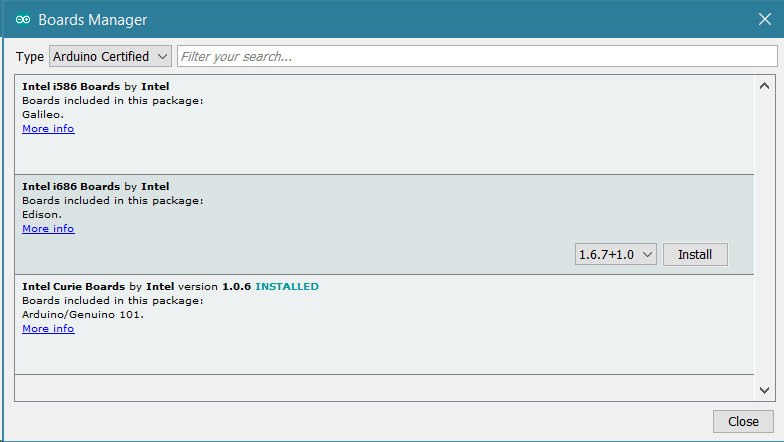 Boards Manager
Type Arduino Certified Filter your search...
Intel i586 Boards by Intel
Boards included in this package:
Galileo.
More info
Intel i686 Boards by Intel
Boards included in this package:
Edison.
More info
1.6.7+1.0 Install
Intel Curie Boards by Intel version 1.0.6 INSTALLED
Boards included in this package:
Arduino/Genuino 101.
More info
Close